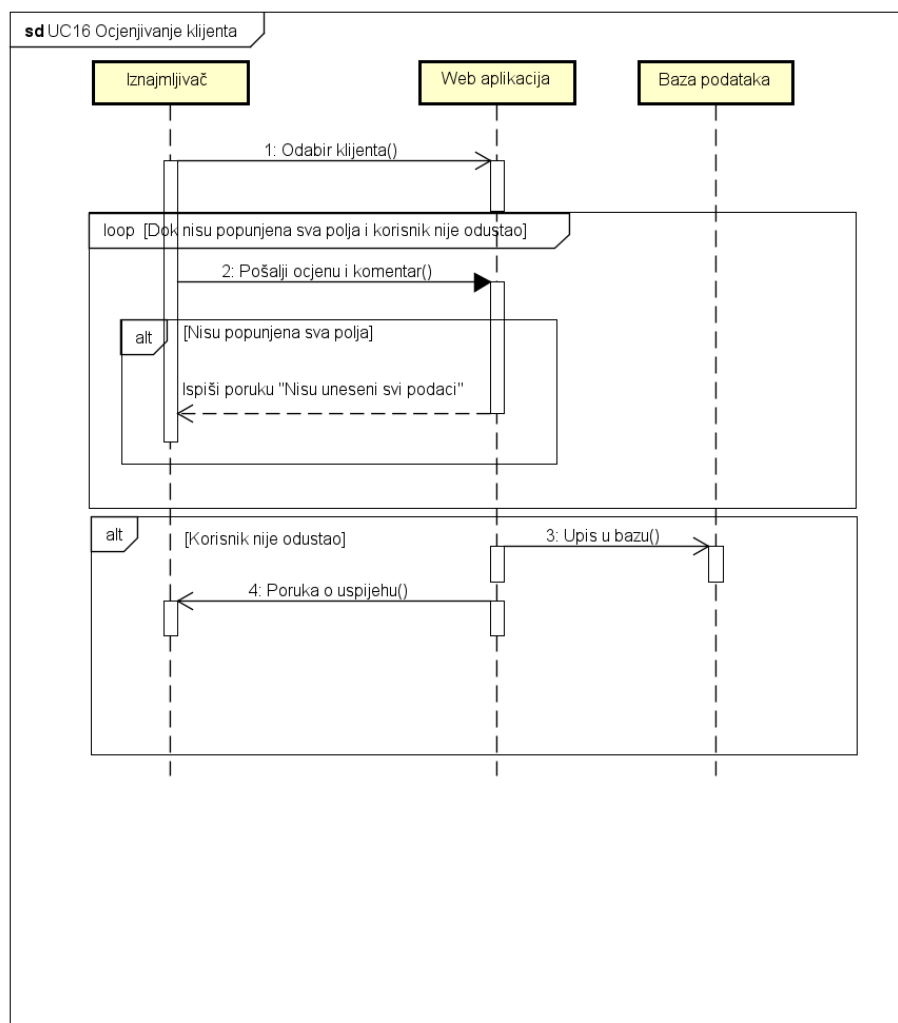 sd UC16 Ocjenjivanje klijenta
Iznajmljivač
Web aplikacija
Baza podataka
1: Odabir klijenta()
loop [Dok nisu popunjena sva polja i korisnik nije odustao]
2: Pošalji ocjenu i komentar()
alt [Nisu popunjena sva polja]
Ispiši poruku "Nisu uneseni svi podaci"
alt [Korisnik nije odustao]
3: Upis u bazu()
4: Poruka o uspijehu()